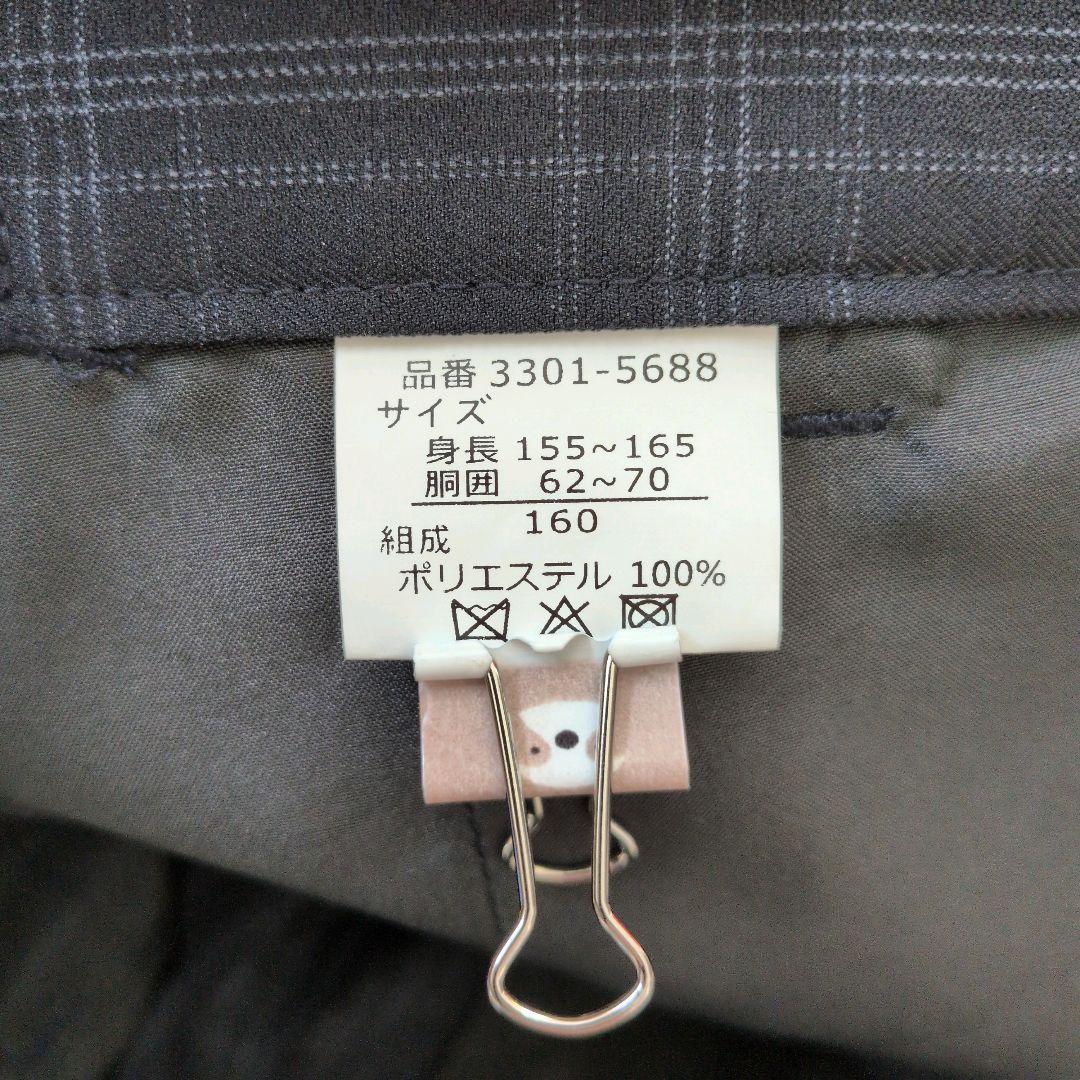 品番 3301-5688
サイズ
身長 155~165
胴囲 62~70
160
組成
ポリエステル 100%